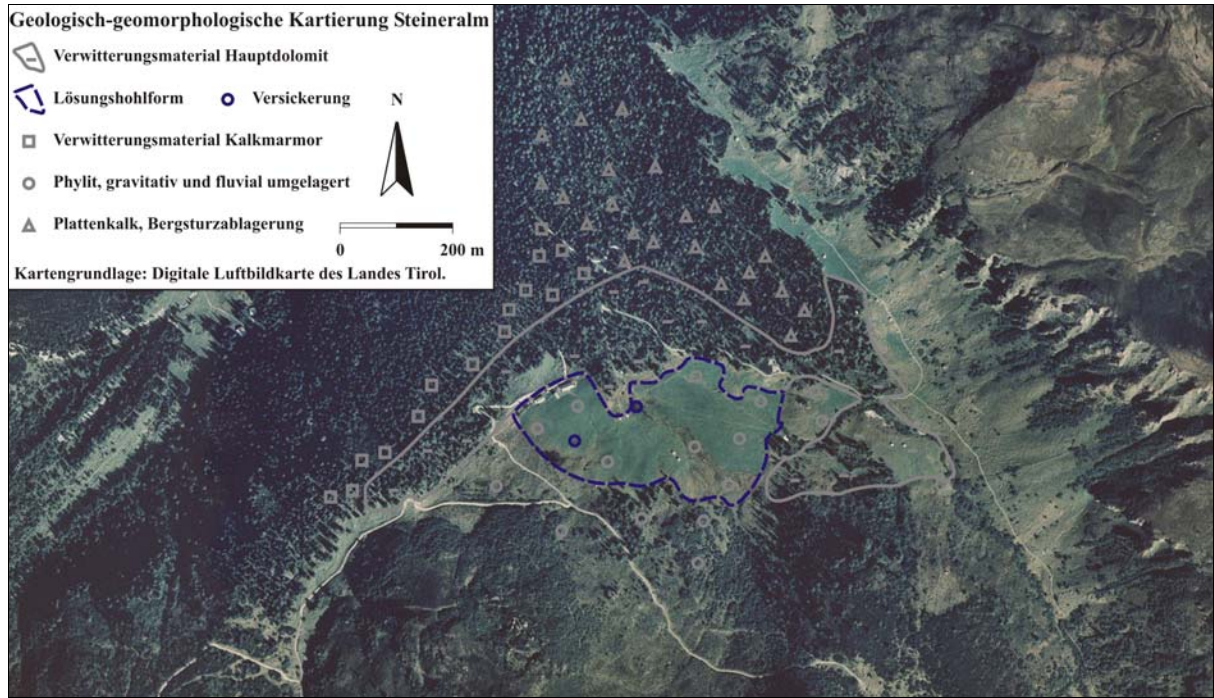 Geologisch-geomorphologische Kartierung Steineralm
Verwitterungsmaterial Hauptdolomit
Lösungshohlform Versickerung
N
Verwitterungsmaterial Kalkmarmor
Phylit, gravitativ und fluvial umgelagert
Plattenkalk, Bergsturzablagerung
0 200 m
Kartengrundlage: Digitale Luftbildkarte des Landes Tirol.